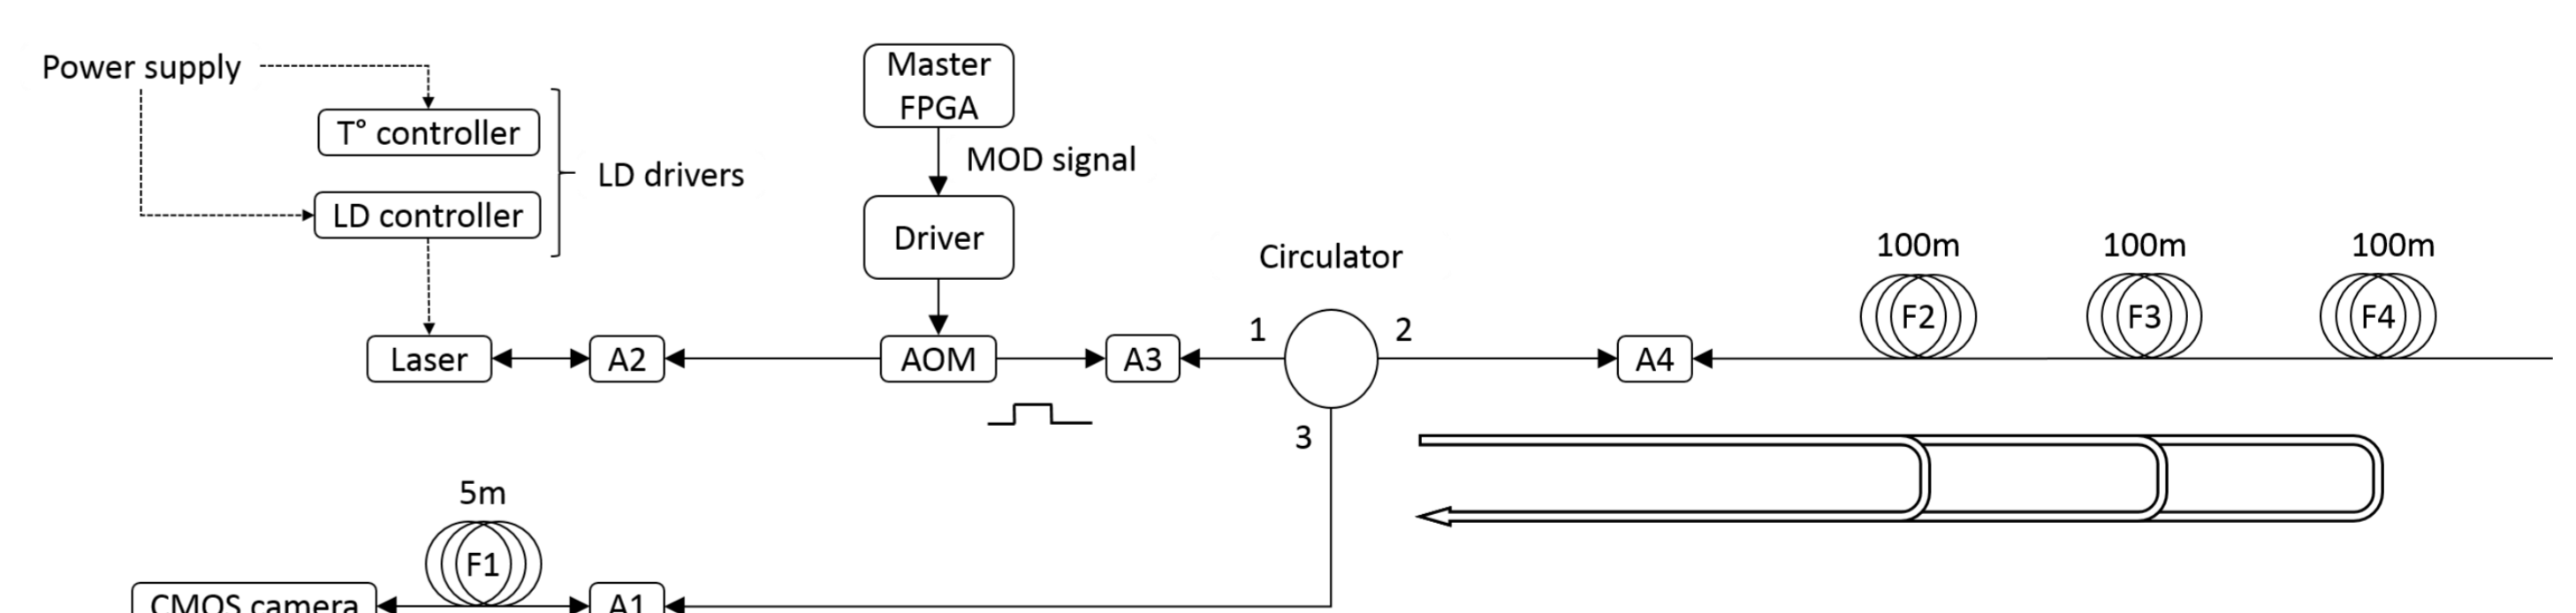 Power supply
T° controller
LD controller
LD drivers
Master
FPGA
MOD signal
Driver
Circulator
100m
100m
100m
F2
F3
F4
1
2
Laser
A2
AOM
A3
A4
3
5m
F1
CMOS camera
A1